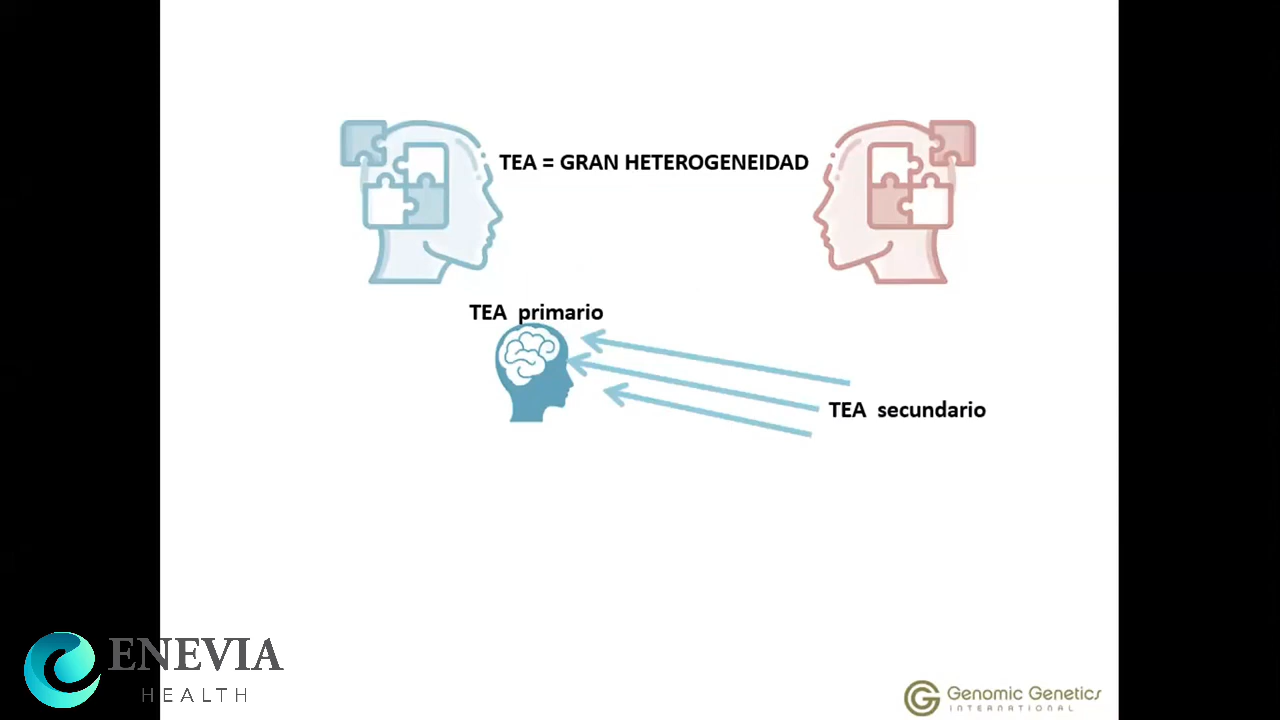 TEA = GRAN HETEROGENEIDAD
TEA primario
TEA secundario
ENEVIA
HEALTH
Genomic Genetics
INTERNATIONAL